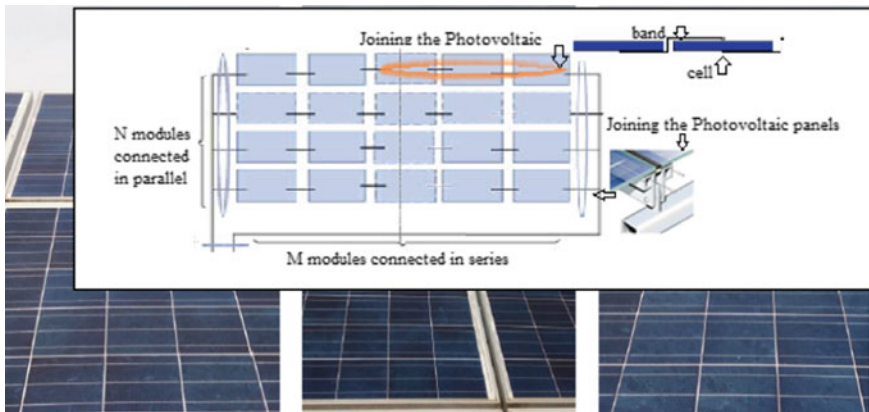 Joining the Photovoltaic
band
cell
N modules
connected
in parallel
Joining the Photovoltaic panels
M modules connected in series